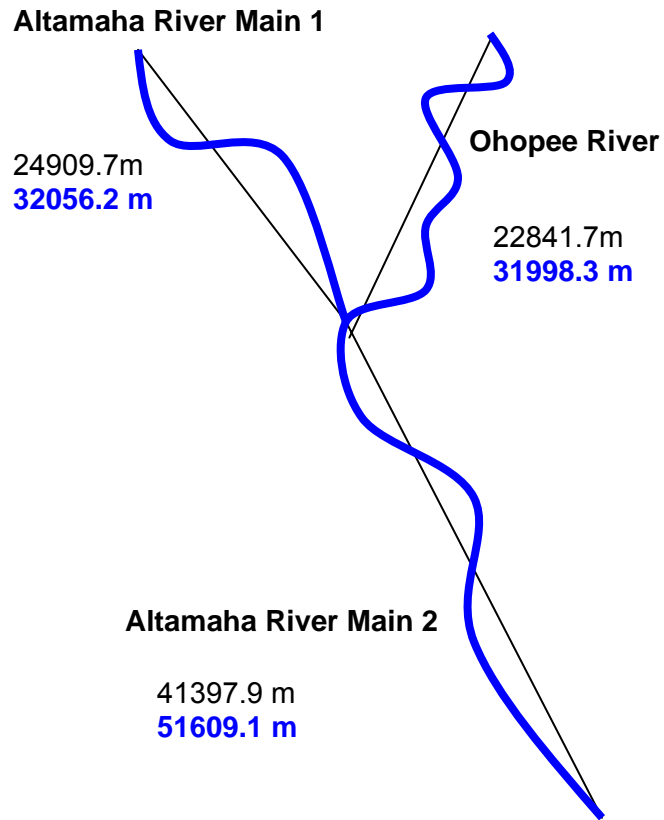 Altamaha River Main 1
24909.7m
32056.2 m
Ohopee River
22841.7m
31998.3 m
Altamaha River Main 2
41397.9 m
51609.1 m